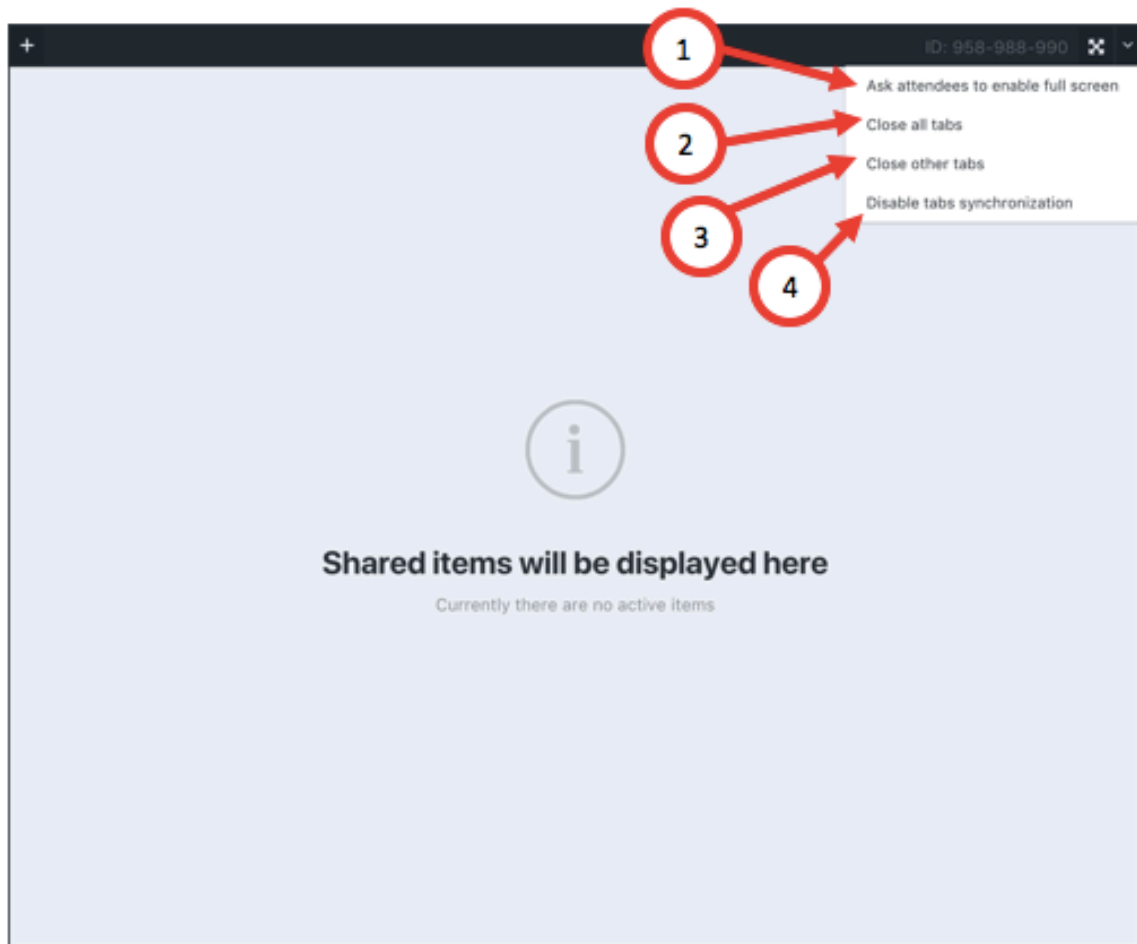 +
ID: 958-988-990
1
Ask attendees to enable full screen
2
Close all tabs
3
Close other tabs
4
Disable tabs synchronization
i
Shared items will be displayed here
Currently there are no active items